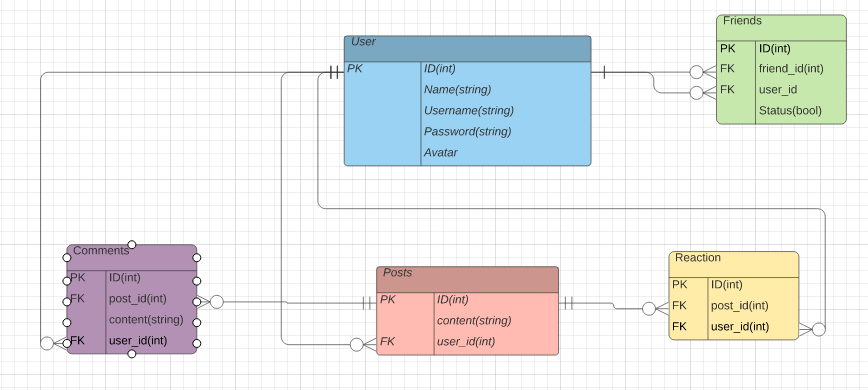 User
PK ID(int)
Name(string)
Username(string)
Password(string)
Avatar
Friends
PK ID(int)
FK friend_id(int)
FK user_id
Status(bool)
Comments
PK ID(int)
FK post_id(int)
content(string)
FK user_id(int)
Posts
PK ID(int)
content(string)
FK user_id(int)
Reaction
PK ID(int)
FK post_id(int)
FK user_id(int)